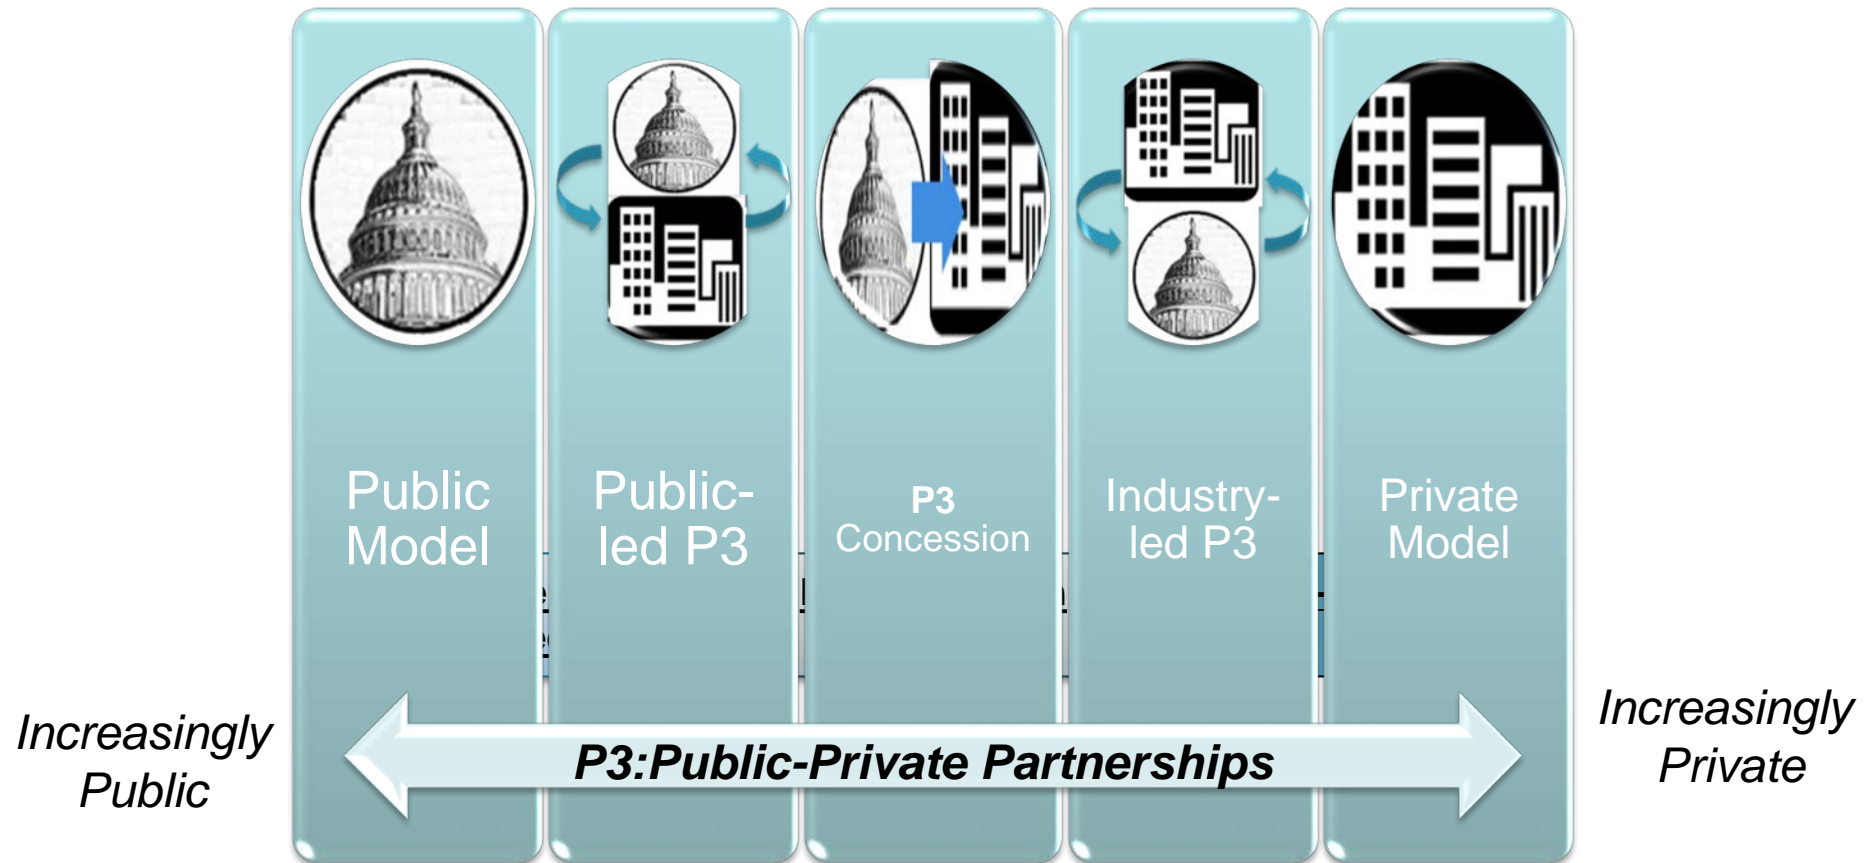 Public
Model
Public-
led P3
P3
Concession
Industry-
led P3
Private
Model
Increasingly
Public
P3:Public-Private Partnerships
Increasingly
Private